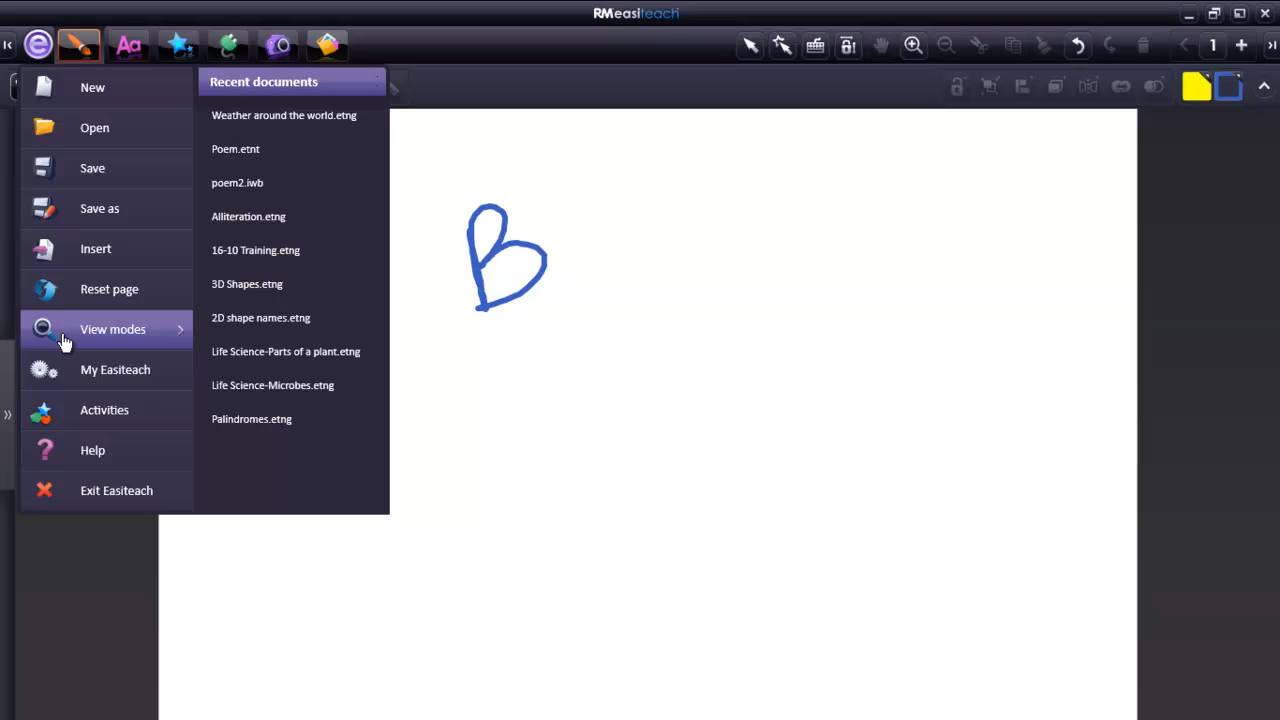 RMeasiteach
1
New
Open
Save
Save as
Insert
Reset page
View modes
My Easiteach
Activities
Help
Exit Easiteach
Recent documents
Weather around the world.etng
Poem.etnt
poem2.iwb
Alliteration.etng
16-10 Training.etng
3D Shapes.etng
2D shape names.etng
Life Science-Parts of a plant.etng
Life Science-Microbes.etng
Palindromes.etng
B